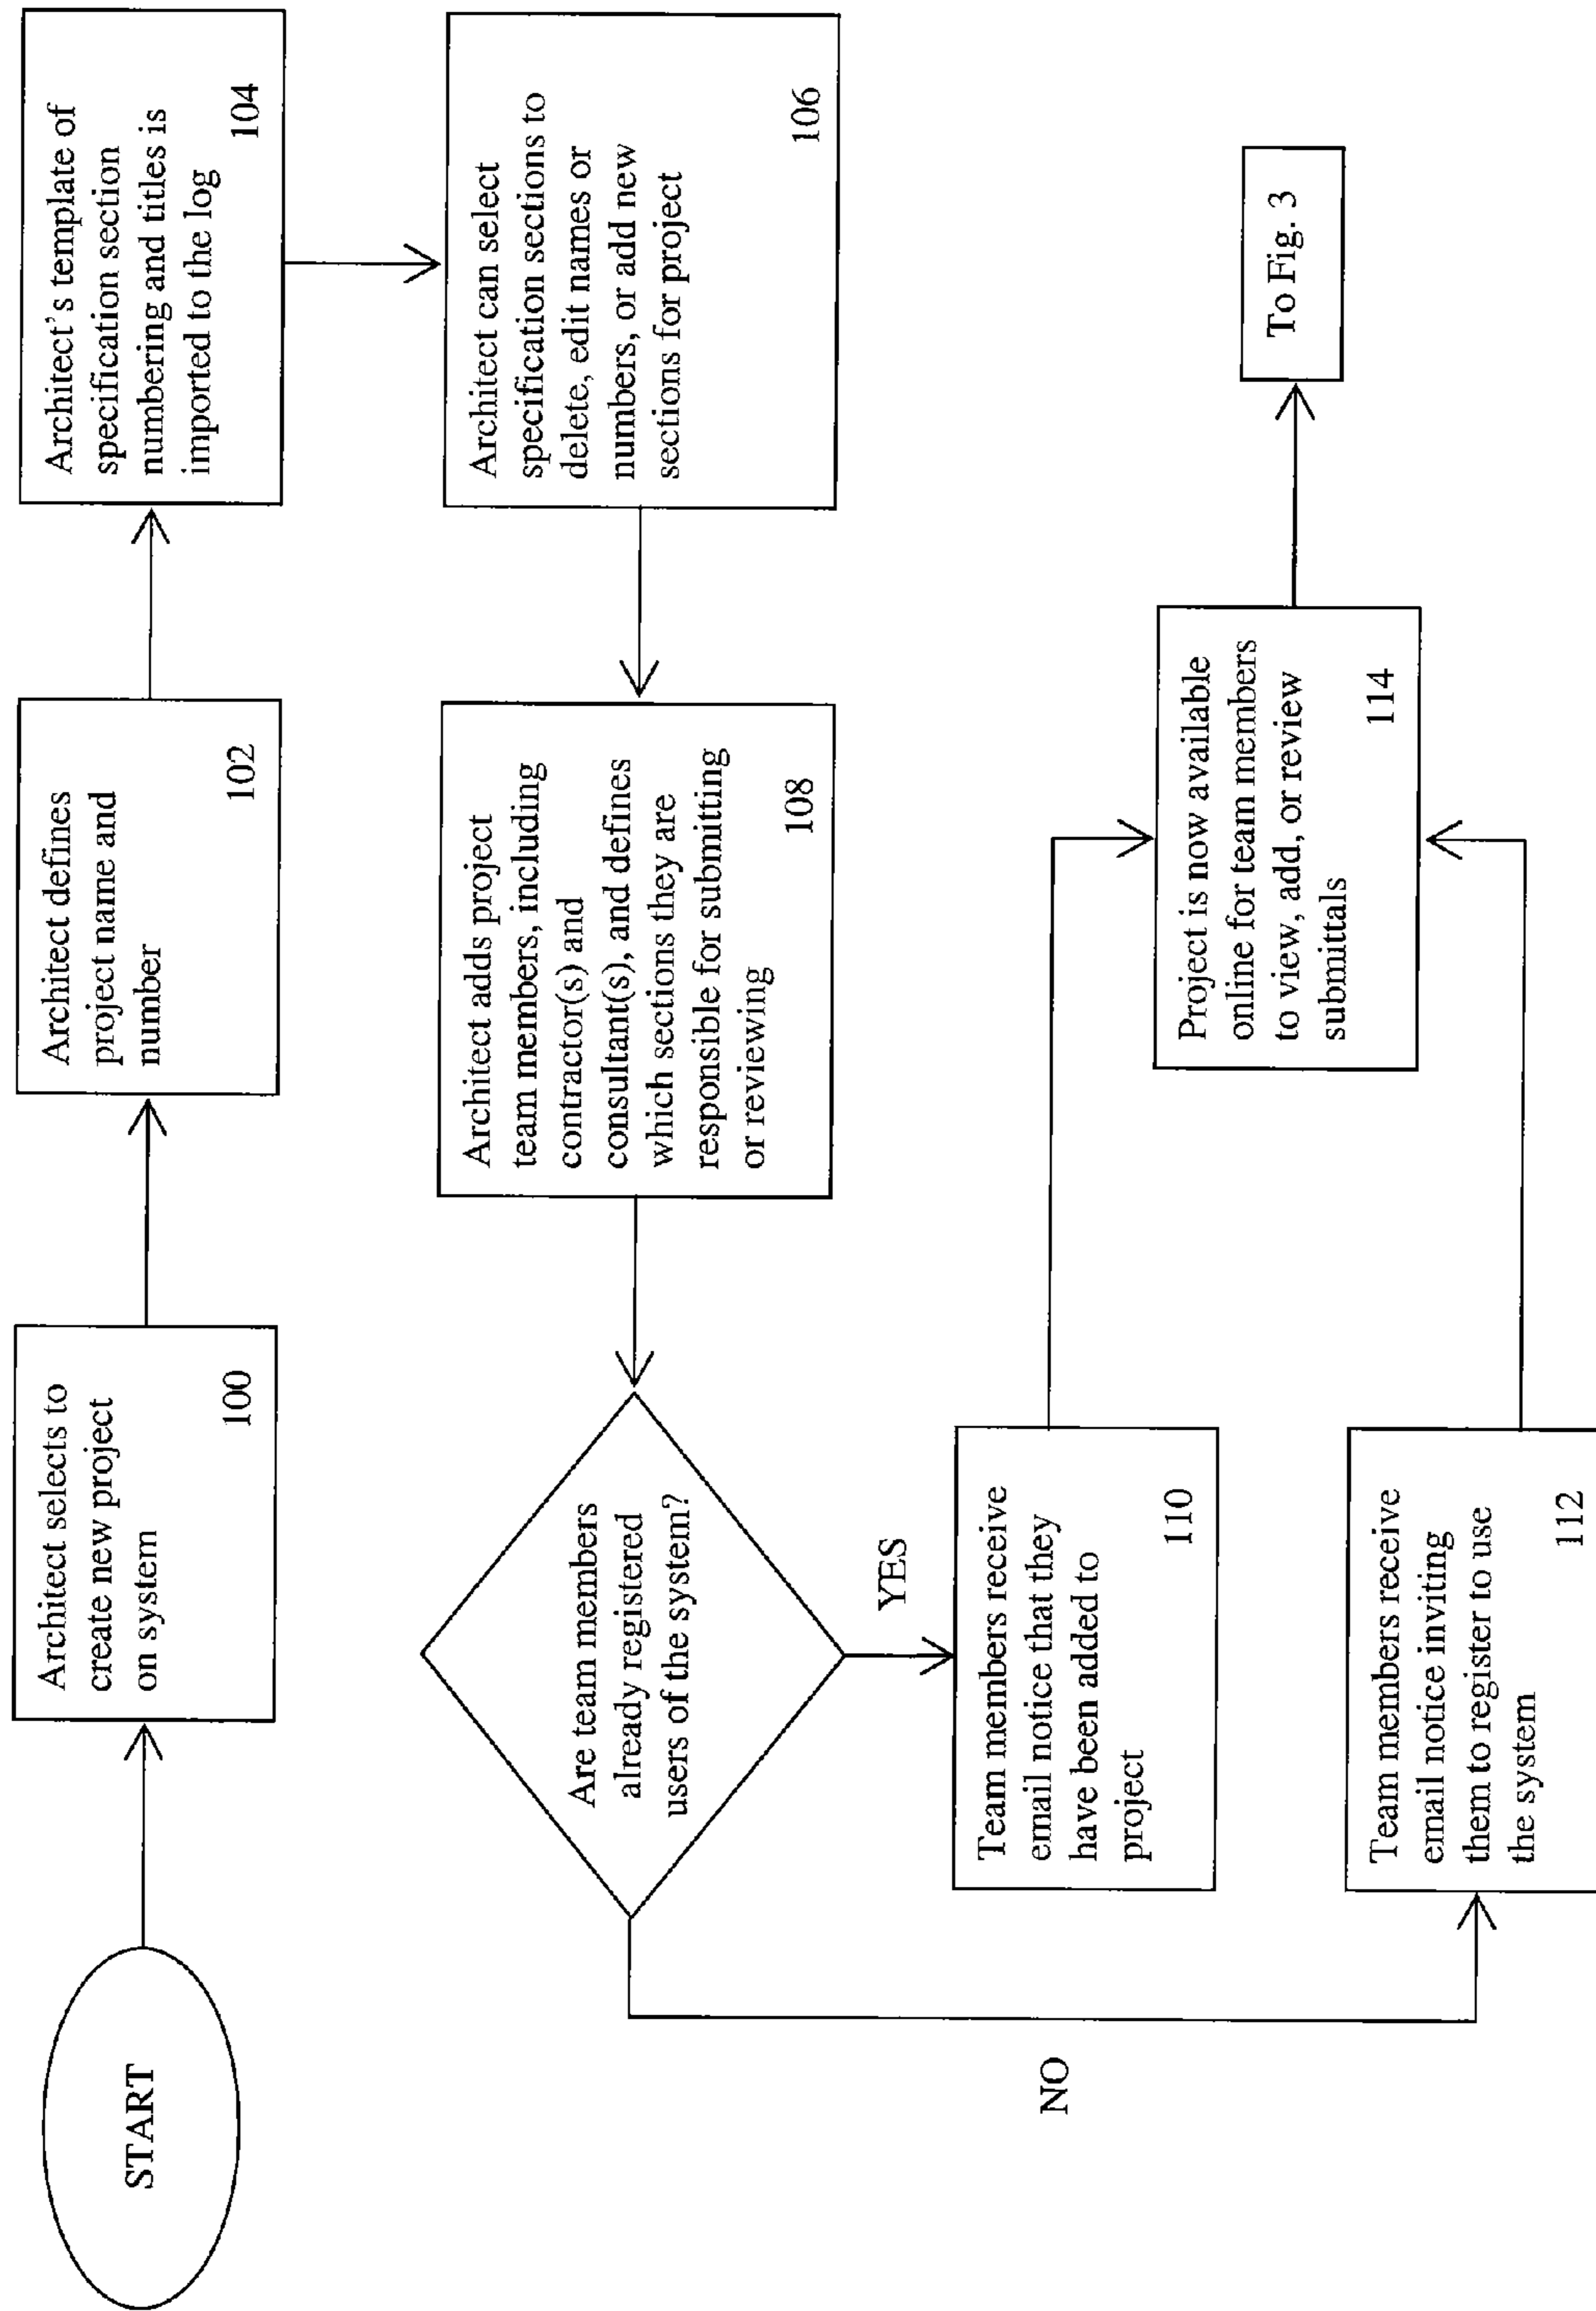 START
Architect selects to
create new project
on system
100
Architect defines
project name and
number
102
Architect's template of
specification section
numbering and titles is
imported to the log
104
Architect can select
specification sections to
delete, edit names or
numbers, or add new
sections for project
106
Architect adds project
team members, including
contractor(s) and
consultant(s), and defines
which sections they are
responsible for submitting
or reviewing
108
Are team members
already registered
users of the system?
YES
NO
Team members receive
email notice that they
have been added to
project
110
Team members receive
email notice inviting
them to register to use
the system
112
Project is now available
online for team members
to view, add, or review
submittals
114
To Fig. 3